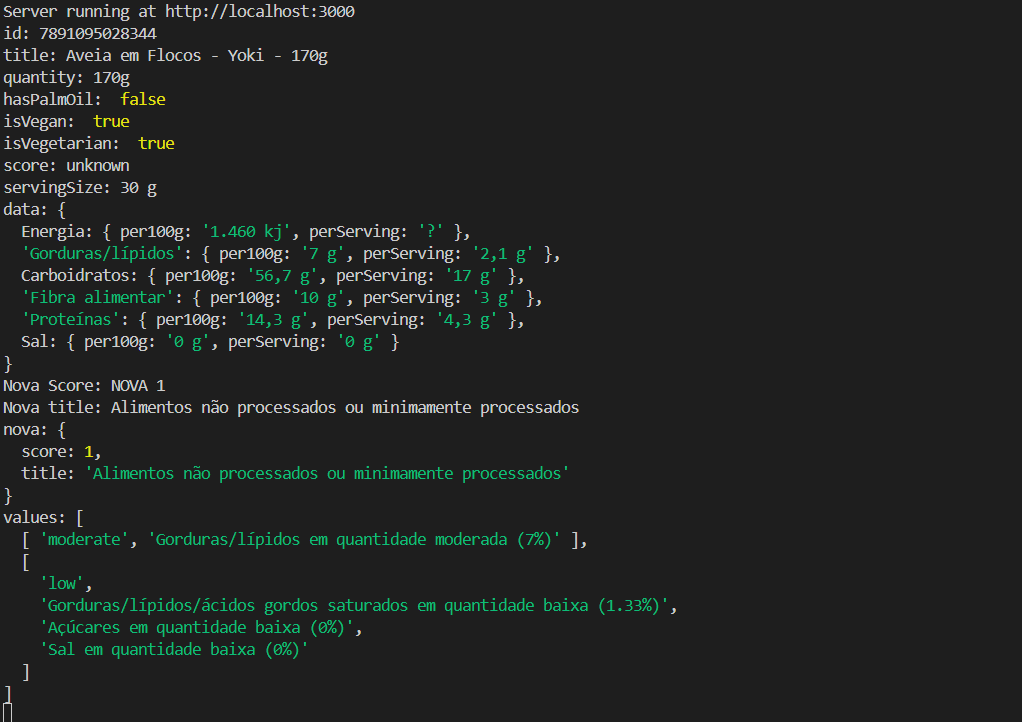 Server running at http://localhost:3000
id: 7891095028344
title: Aveia em Flocos - Yoki - 170g
quantity: 170g
hasPalmOil:  false
isVegan:  true
isVegetarian:  true
score: unknown
servingSize: 30 g
data: {
  Energia: { per100g: '1.460 kj', perServing: '?' },
  'Gorduras/lípidos': { per100g: '7 g', perServing: '2,1 g' },
  Carboidratos: { per100g: '56,7 g', perServing: '17 g' },
  'Fibra alimentar': { per100g: '10 g', perServing: '3 g' },
  'Proteínas': { per100g: '14,3 g', perServing: '4,3 g' },
  Sal: { per100g: '0 g', perServing: '0 g' }
}
Nova Score: NOVA 1
Nova title: Alimentos não processados ou minimamente processados
nova: {
  score: 1,
  title: 'Alimentos não processados ou minimamente processados'
}
values: [
  [ 'moderate', 'Gorduras/lípidos em quantidade moderada (7%)' ],
  [
    'low',
    'Gorduras/lípidos/ácidos gordos saturados em quantidade baixa (1.33%)',
    'Açúcares em quantidade baixa (0%)',
    'Sal em quantidade baixa (0%)'
  ]
]